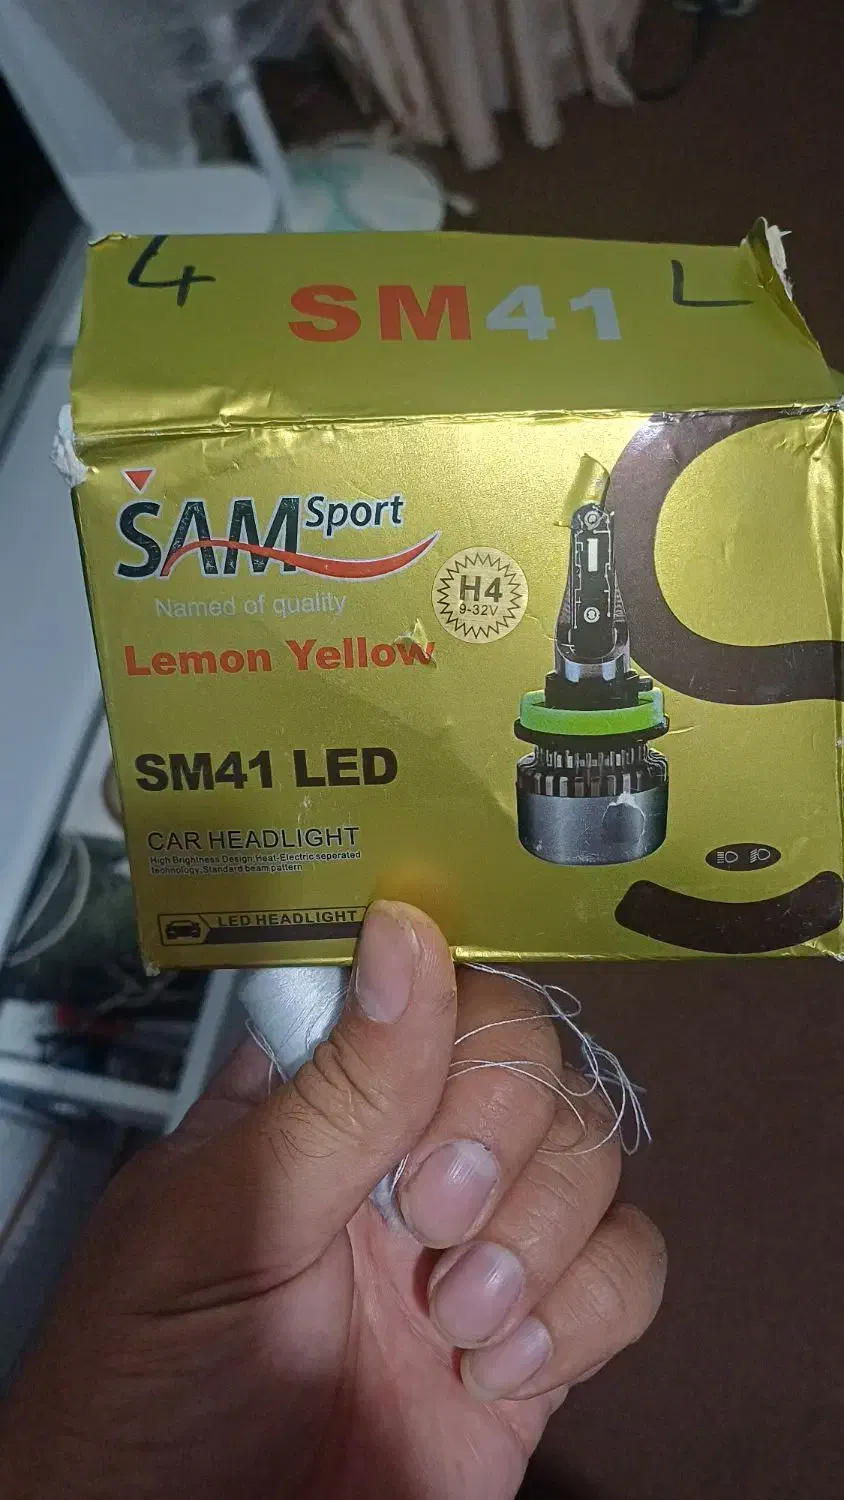 4
SM41
L
SAM Sport
Named of quality
Lemon Yellow
H4
9-32V
SM41 LED
CAR HEADLIGHT
High Brightness Design,Heat-Electric seperated
technology,Standard beam pattern
LED HEADLIGHT